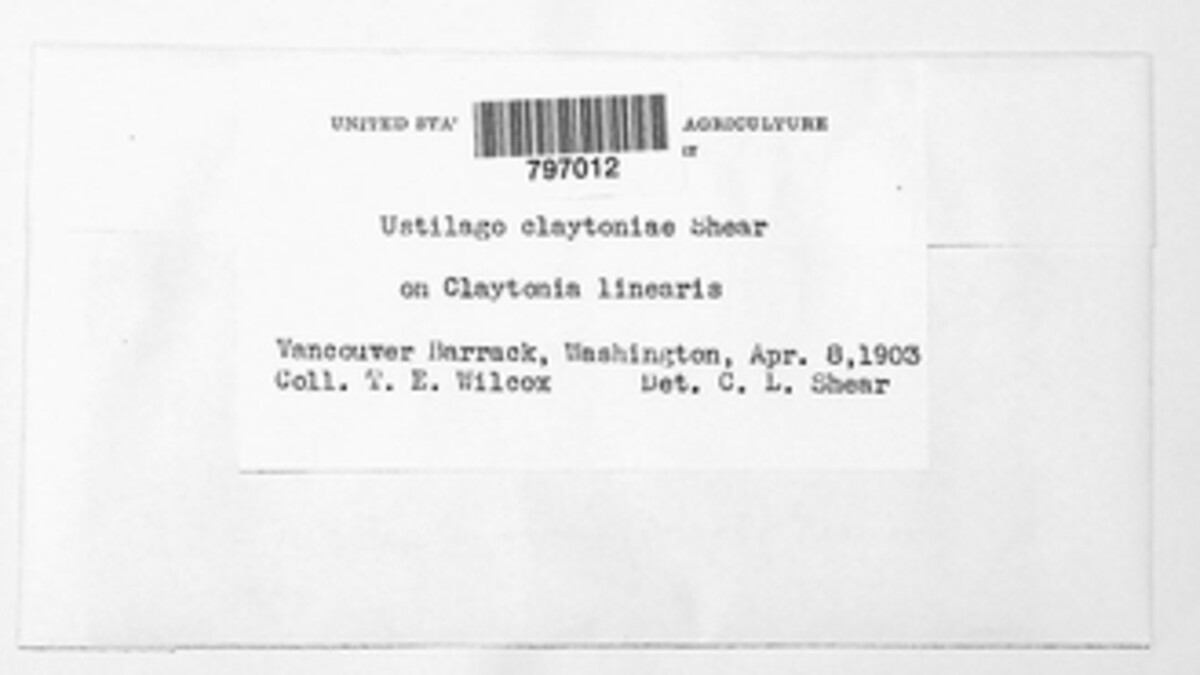 UNITED STA AGRICULTURE
797012
Ustilago claytoniae Shear
on Claytonia linearis
Vancouver Barrack, Washington, Apr. 8,1903
Coll. T. E. Wilcox Det. C. L. Shear